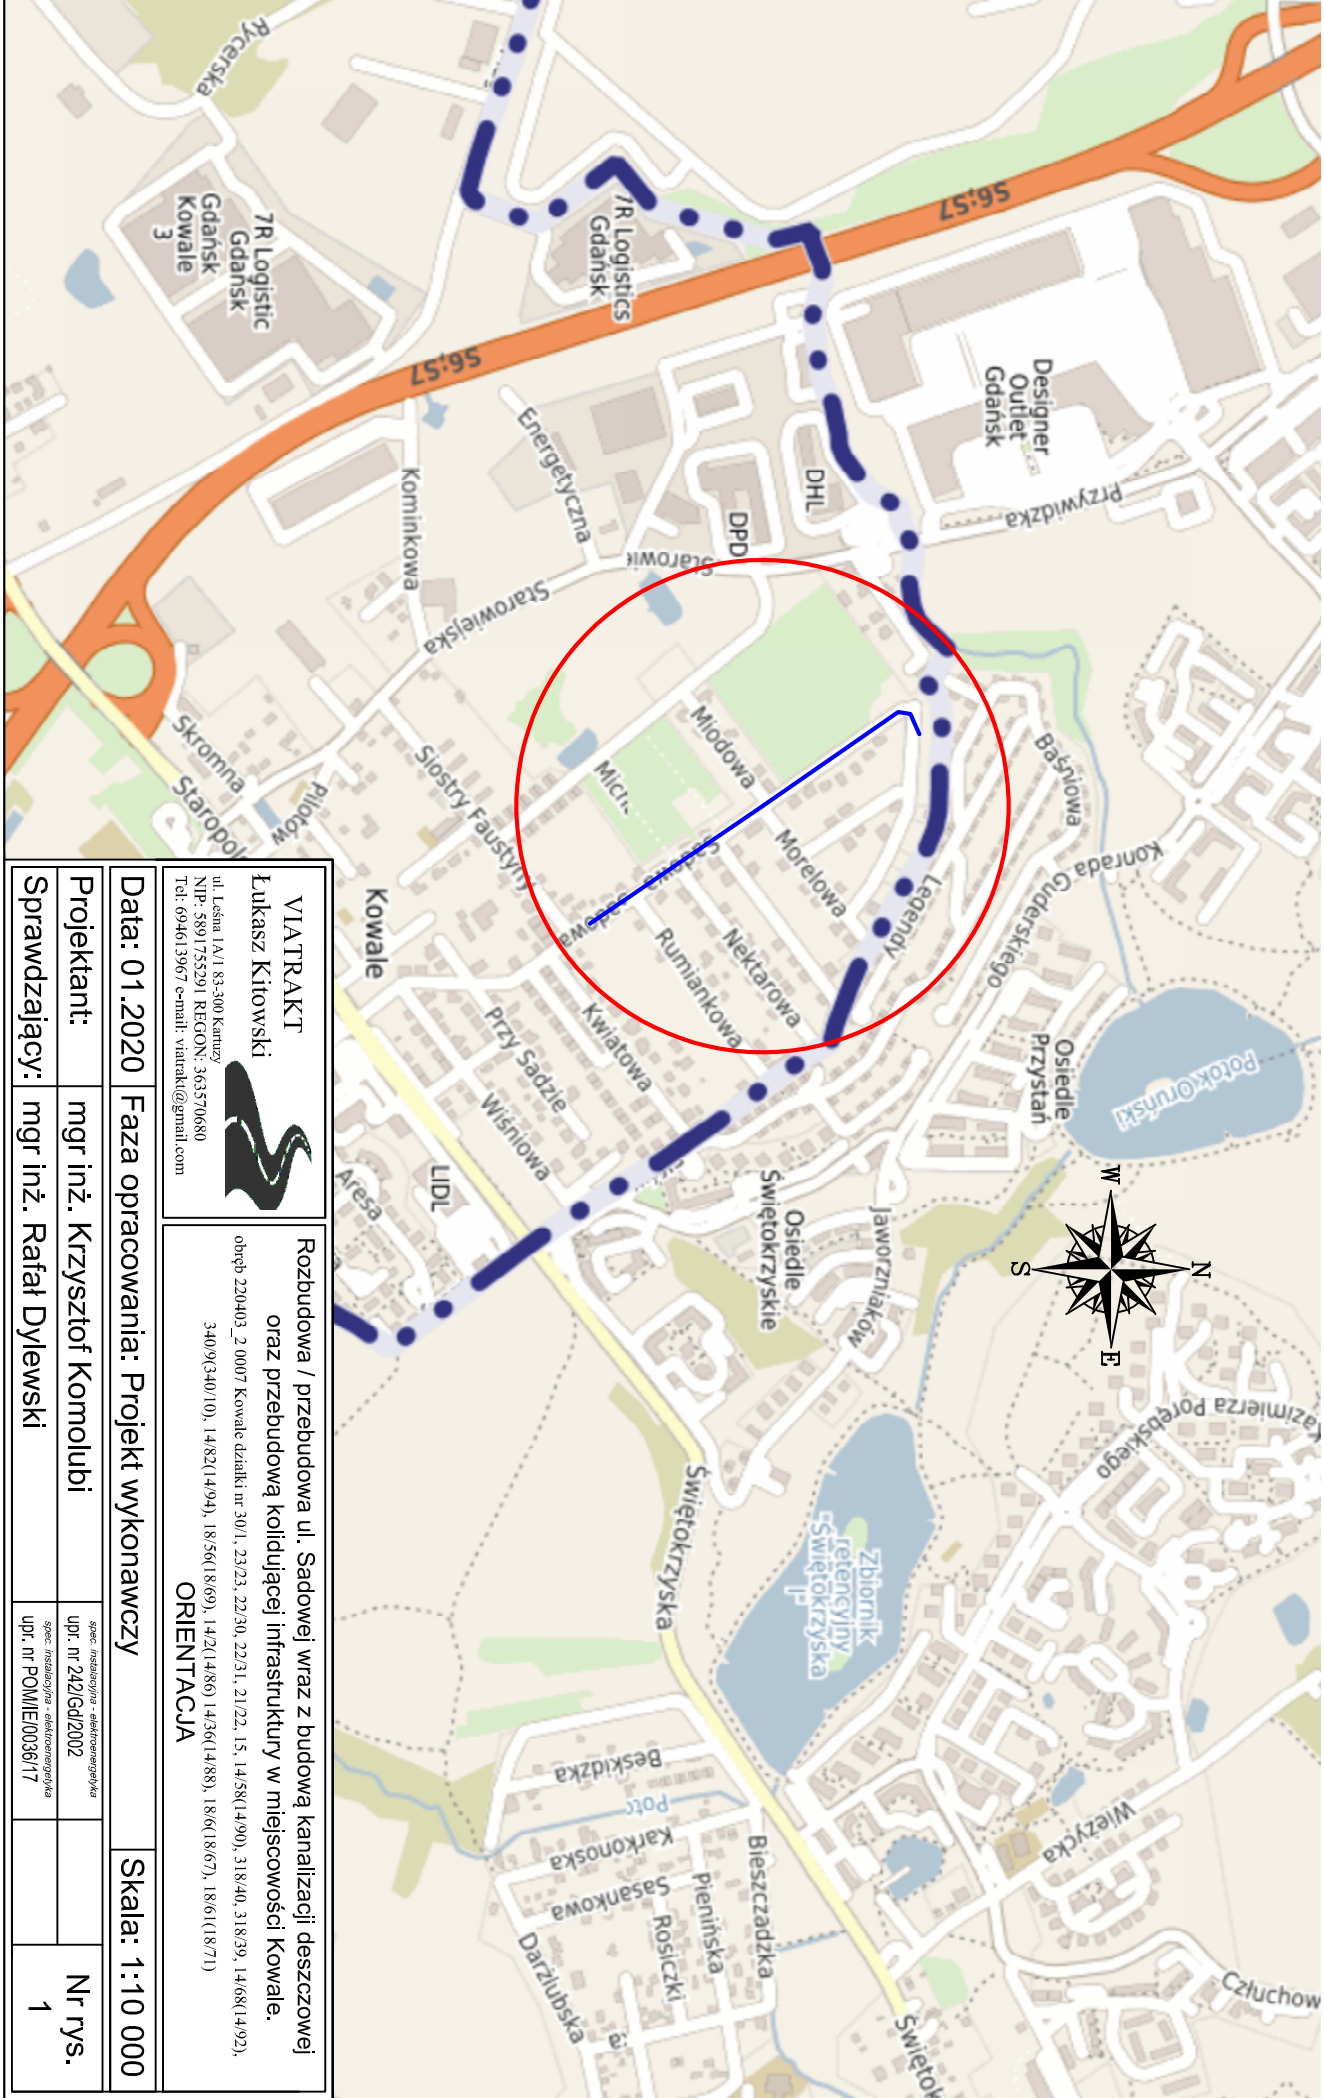 Rycerska
7R Logistic
Gdańsk
Gdańsk
Kowale
3
7R Logistics
Gdańsk
S6;S7
S6;S7
Designer
Outlet
Gdańsk
Przywidzka
DHL
DPD
Energetyczna
Kominkowa
Starowiejska
Skromna
Pilotów
Siostry Faustyny
Miodowa
Morelowa
Baśniowa
Konrada Guderskiego
Legendy
Nektarowa
Rumiankowa
Kwiatowa
Przy Sadzie
Wiśniowa
Kowale
LIDL
Aresa
Osiedle
Przystań
Potok Oruński
Osiedle
Świętokrzyskie
Jaworzniaków
N
W
E
S
Kazimierza Porębskiego
Świętokrzyska
Zbiornik
retencyjny
"Świętokrzyska
I"
Wieżycka
Beskidzka
Karkonoska
Sasankowa
Rosiczki
Pienińska
Bieszczadzka
Darżlubska
VIATRAKT
Łukasz Kitowski
ul. Leśna 1A/1 83-300 Kartuzy
NIP: 5891755291 REGON: 363570680
Tel: 694613967 e-mail: viatrakt@gmail.com
Rozbudowa / przebudowa ul. Sadowej wraz z budową kanalizacji deszczowej
oraz przebudową kolidującej infrastruktury w miejscowości Kowale.
obręb 220403_2 0007 Kowale działki nr 30/1, 23/23, 22/30, 22/31, 21/22, 15, 14/58(14/90), 318/40, 318/39, 14/68(14/92),
340/9(340/10), 14/82(14/94), 18/56(18/69), 14/2(14/86) 14/36(14/88), 18/6(18/67), 18/61(18/71)
ORIENTACJA
Data: 01.2020
Faza opracowania: Projekt wykonawczy
Skala: 1:10 000
Projektant:
mgr inż. Krzysztof Komolubi
spec. instalacyjna - elektroenergetyka
upr. nr 242/Gd/2002
Sprawdzający:
mgr inż. Rafał Dylewski
spec. instalacyjna - elektroenergetyka
upr. nr POM/IE/0036/17
Nr rys.
1